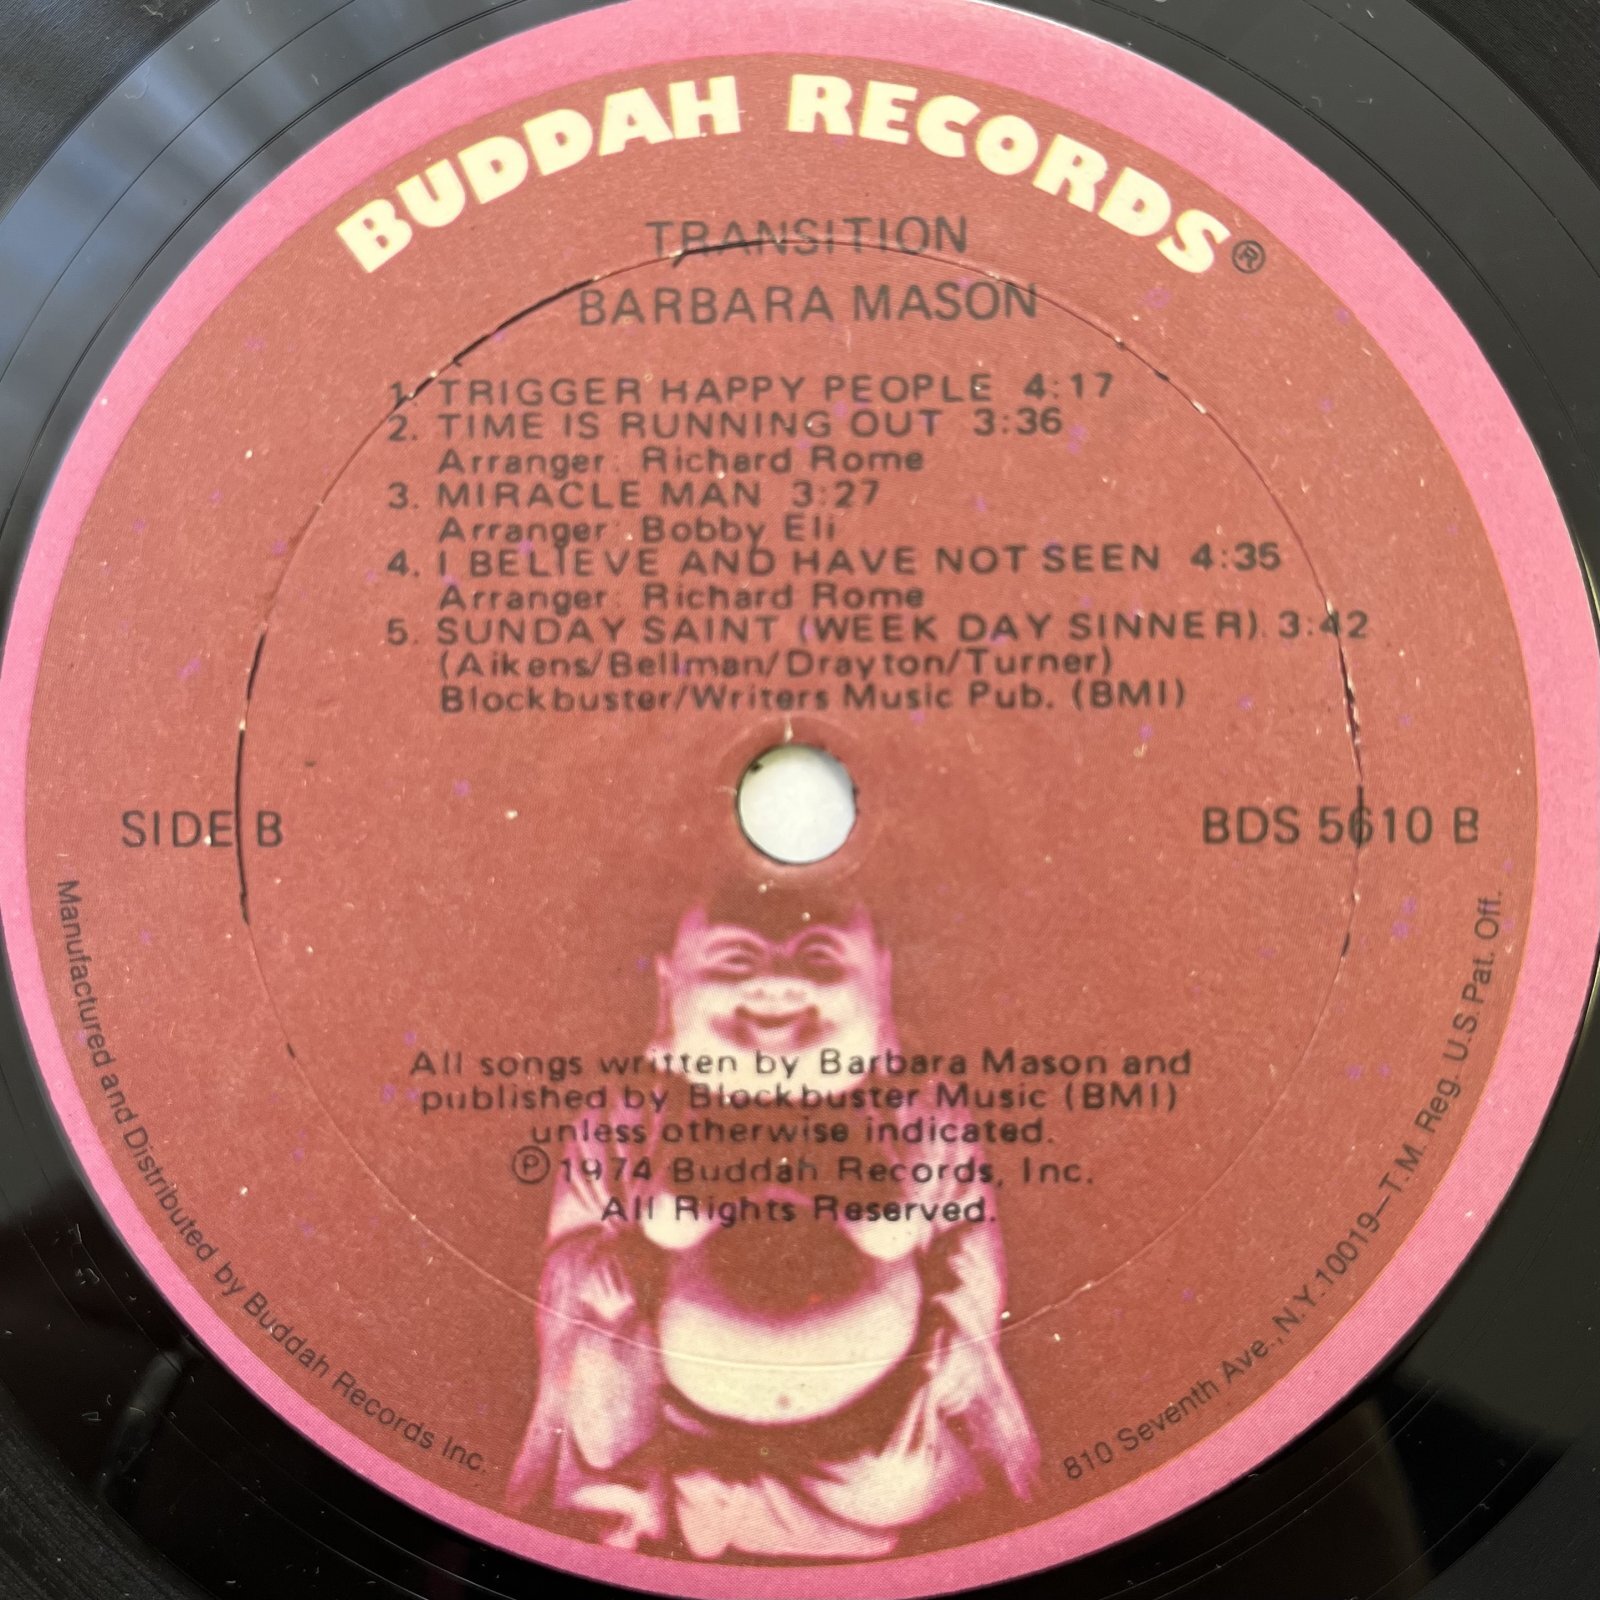 BUDDAH RECORDS®
TRANSITION
BARBARA MASON
1. TRIGGER HAPPY PEOPLE 4:17
2. TIME IS RUNNING OUT 3:36
Arranger: Richard Rome
3. MIRACLE MAN 3:27
Arranger: Bobby Eli
4. I BELIEVE AND HAVE NOT SEEN 4:35
Arranger: Richard Rome
5. SUNDAY SAINT (WEEK DAY SINNER) 3:42
(Aikens/Bellman/Drayton/Turner)
Blockbuster/Writers Music Pub. (BMI)
SIDE B
BDS 5610 B
All songs written by Barbara Mason and
published by Blockbuster Music (BMI)
unless otherwise indicated.
Ⓟ1974 Buddah Records, Inc.
All Rights Reserved.
Manufactured and Distributed by Buddah Records Inc.
810 Seventh Ave., N.Y. 10019—T.M. Reg. U.S. Pat. Off.